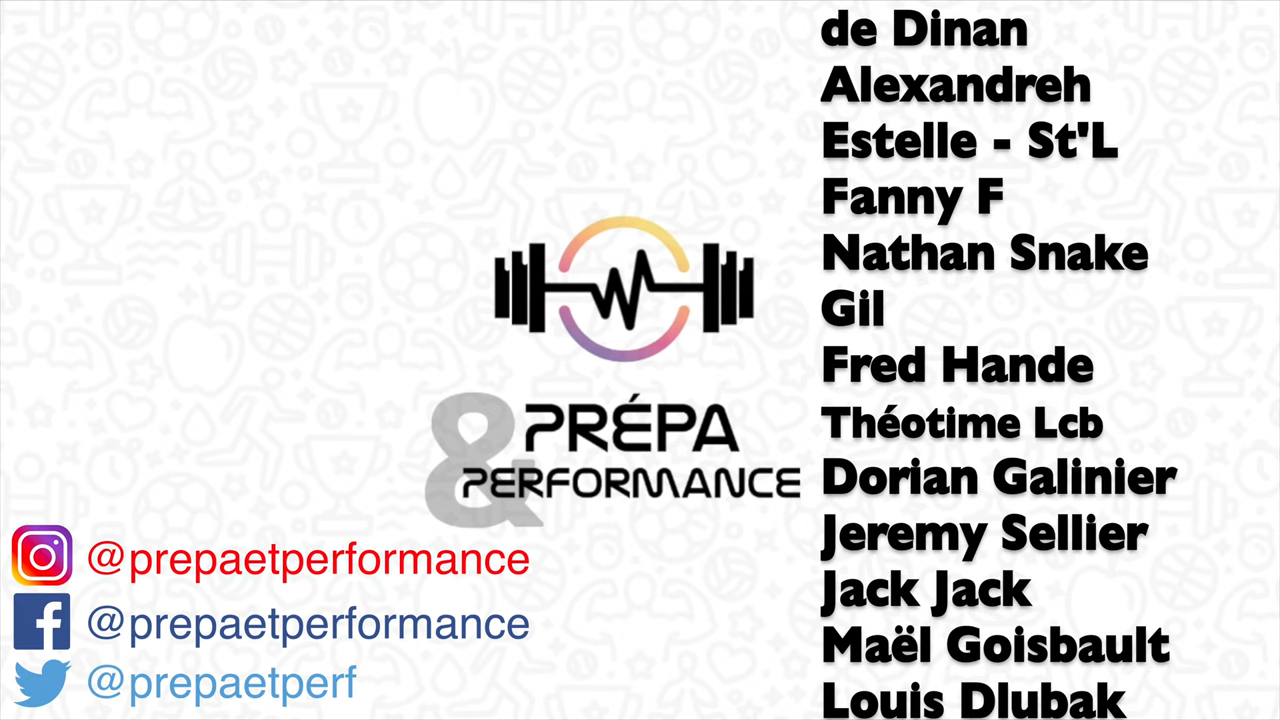 de Dinan
Alexandreh
Estelle - St'L
Fanny F
Nathan Snake
Gil
Fred Hande
Théotime Lcb
Dorian Galinier
Jeremy Sellier
Jack Jack
Maël Goisbault
Louis Dlubak
& PRÉPA
PERFORMANCE
@prepaetperformance
@prepaetperformance
@prepaetperf